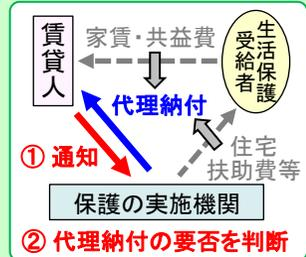 賃貸人
家賃・共益費
生活保護
受給者
代理納付
① 通知
住宅
扶助費等
保護の実施機関
② 代理納付の要否を判断